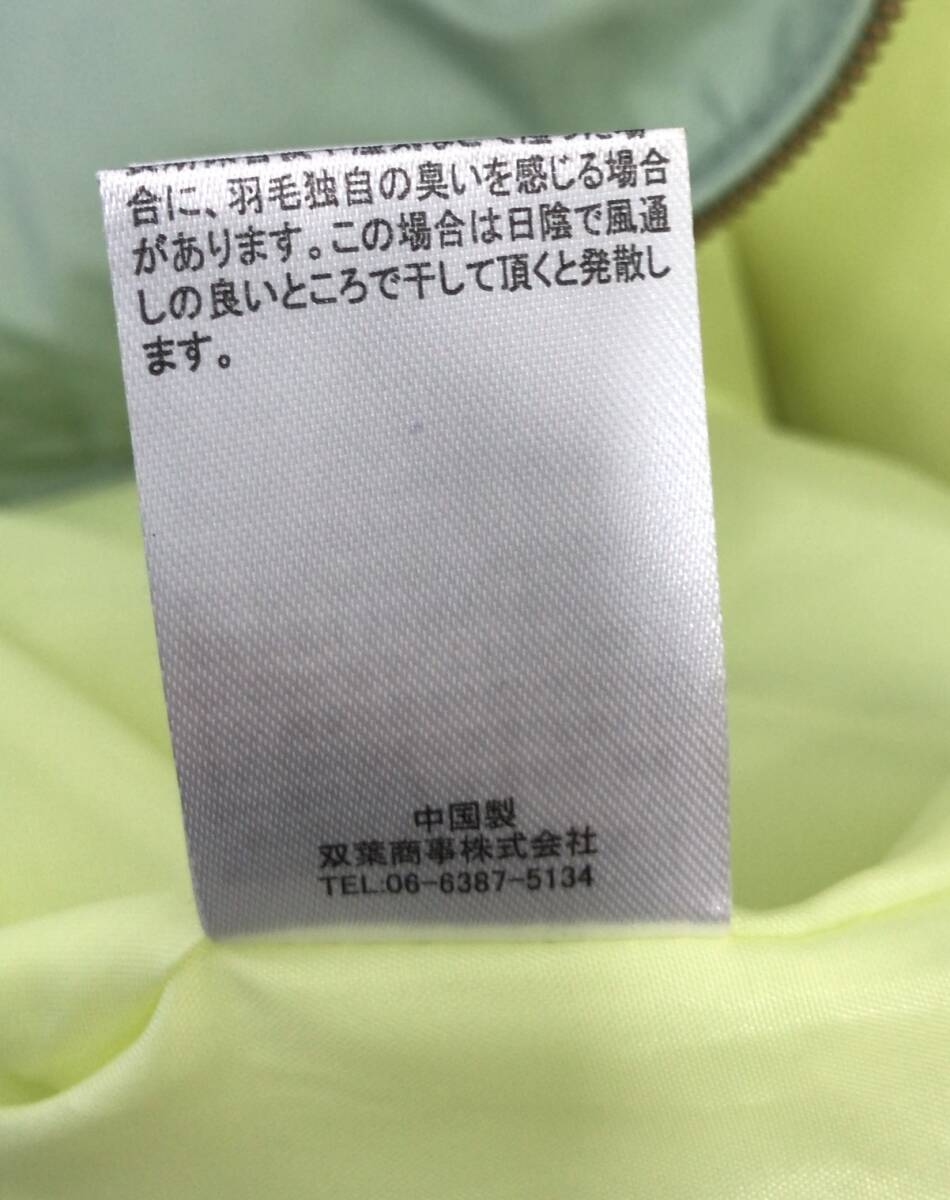 合に、羽毛独自の臭いを感じる場合
があります。この場合は日陰で風通
しの良いところで干して頂くと発散し
ます。
中国製
双葉商事株式会社
TEL:06-6387-5134